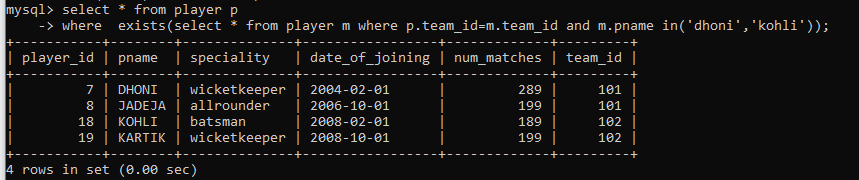 mysql> select * from player p
    -> where  exists(select * from player m where p.team_id=m.team_id and m.pname in('dhoni','kohli'));
+-----------+--------+--------------+-----------------+-------------+---------+
| player_id | pname  | speciality   | date_of_joining | num_matches | team_id |
+-----------+--------+--------------+-----------------+-------------+---------+
|         7 | DHONI  | wicketkeeper | 2004-02-01      |         289 |     101 |
|         8 | JADEJA | allrounder   | 2006-10-01      |         199 |     101 |
|        18 | KOHLI  | batsman      | 2008-02-01      |         189 |     102 |
|        19 | KARTIK | wicketkeeper | 2008-10-01      |         199 |     102 |
+-----------+--------+--------------+-----------------+-------------+---------+
4 rows in set (0.00 sec)